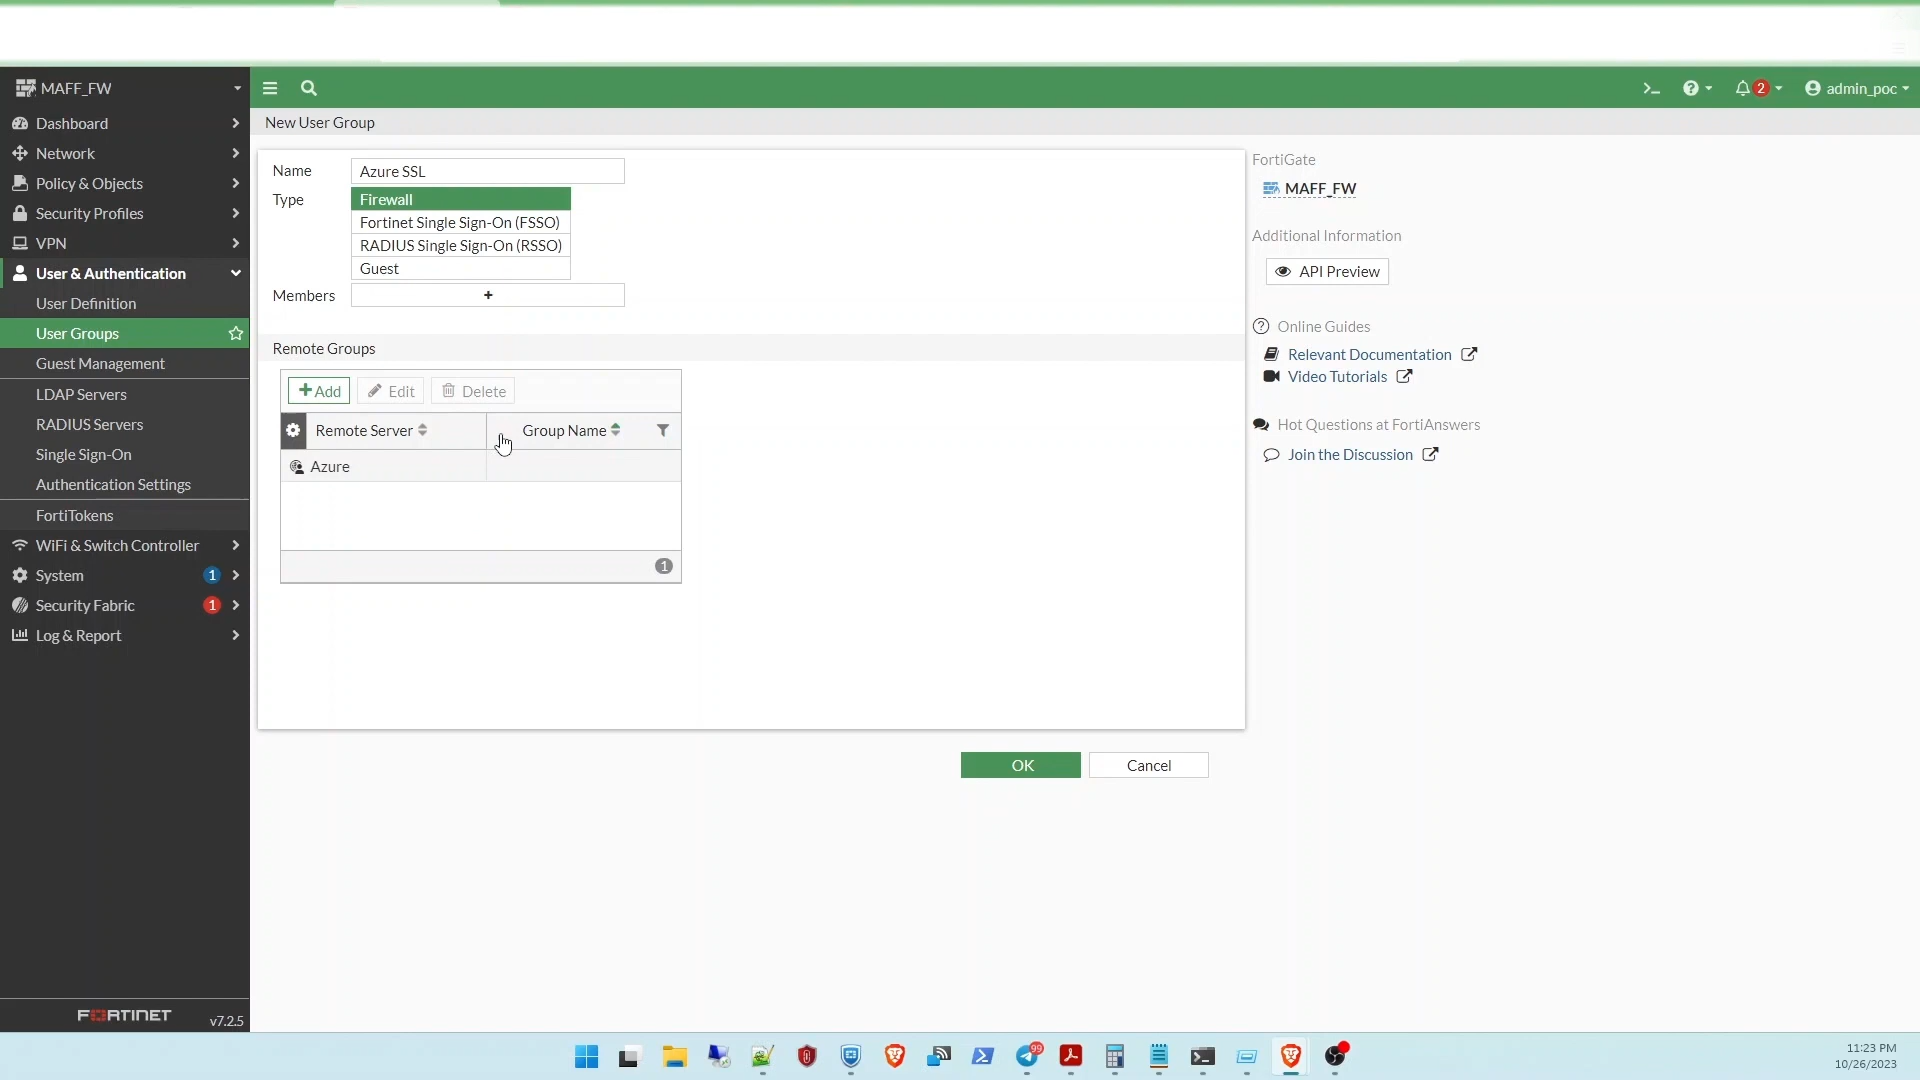 MAFF_FW
2
admin_poc
Dashboard
Network
Policy & Objects
Security Profiles
VPN
User & Authentication
User Definition
User Groups
Guest Management
LDAP Servers
RADIUS Servers
Single Sign-On
Authentication Settings
FortiTokens
WiFi & Switch Controller
System 1
Security Fabric 1
Log & Report
FORTINET v7.2.5
New User Group
Name Azure SSL
Type Firewall
Fortinet Single Sign-On (FSSO)
RADIUS Single Sign-On (RSSO)
Guest
Members +
Remote Groups
+Add Edit Delete
Remote Server Group Name
Azure
1
OK Cancel
FortiGate
MAFF_FW
Additional Information
API Preview
Online Guides
Relevant Documentation
Video Tutorials
Hot Questions at FortiAnswers
Join the Discussion
99
11:23 PM
10/26/2023